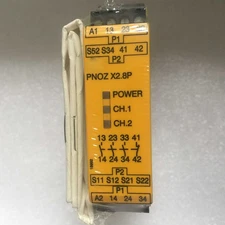 A1 13 23
P1
S52 S34 41 42
P2
PNOZ X2.8P
POWER
CH.1
CH.2
13 23 33 41
14 24 34 42
P2
S11 S12 S21 S22
P1
A2 14 24 34